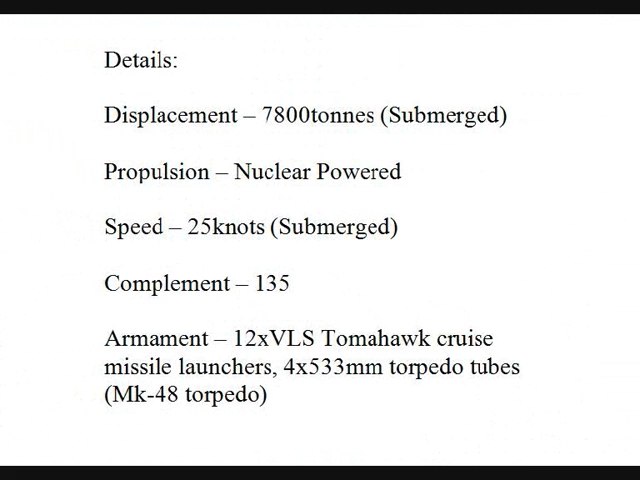 Details:
Displacement – 7800tonnes (Submerged)
Propulsion – Nuclear Powered
Speed – 25knots (Submerged)
Complement – 135
Armament – 12xVLS Tomahawk cruise
missile launchers, 4x533mm torpedo tubes
(Mk-48 torpedo)